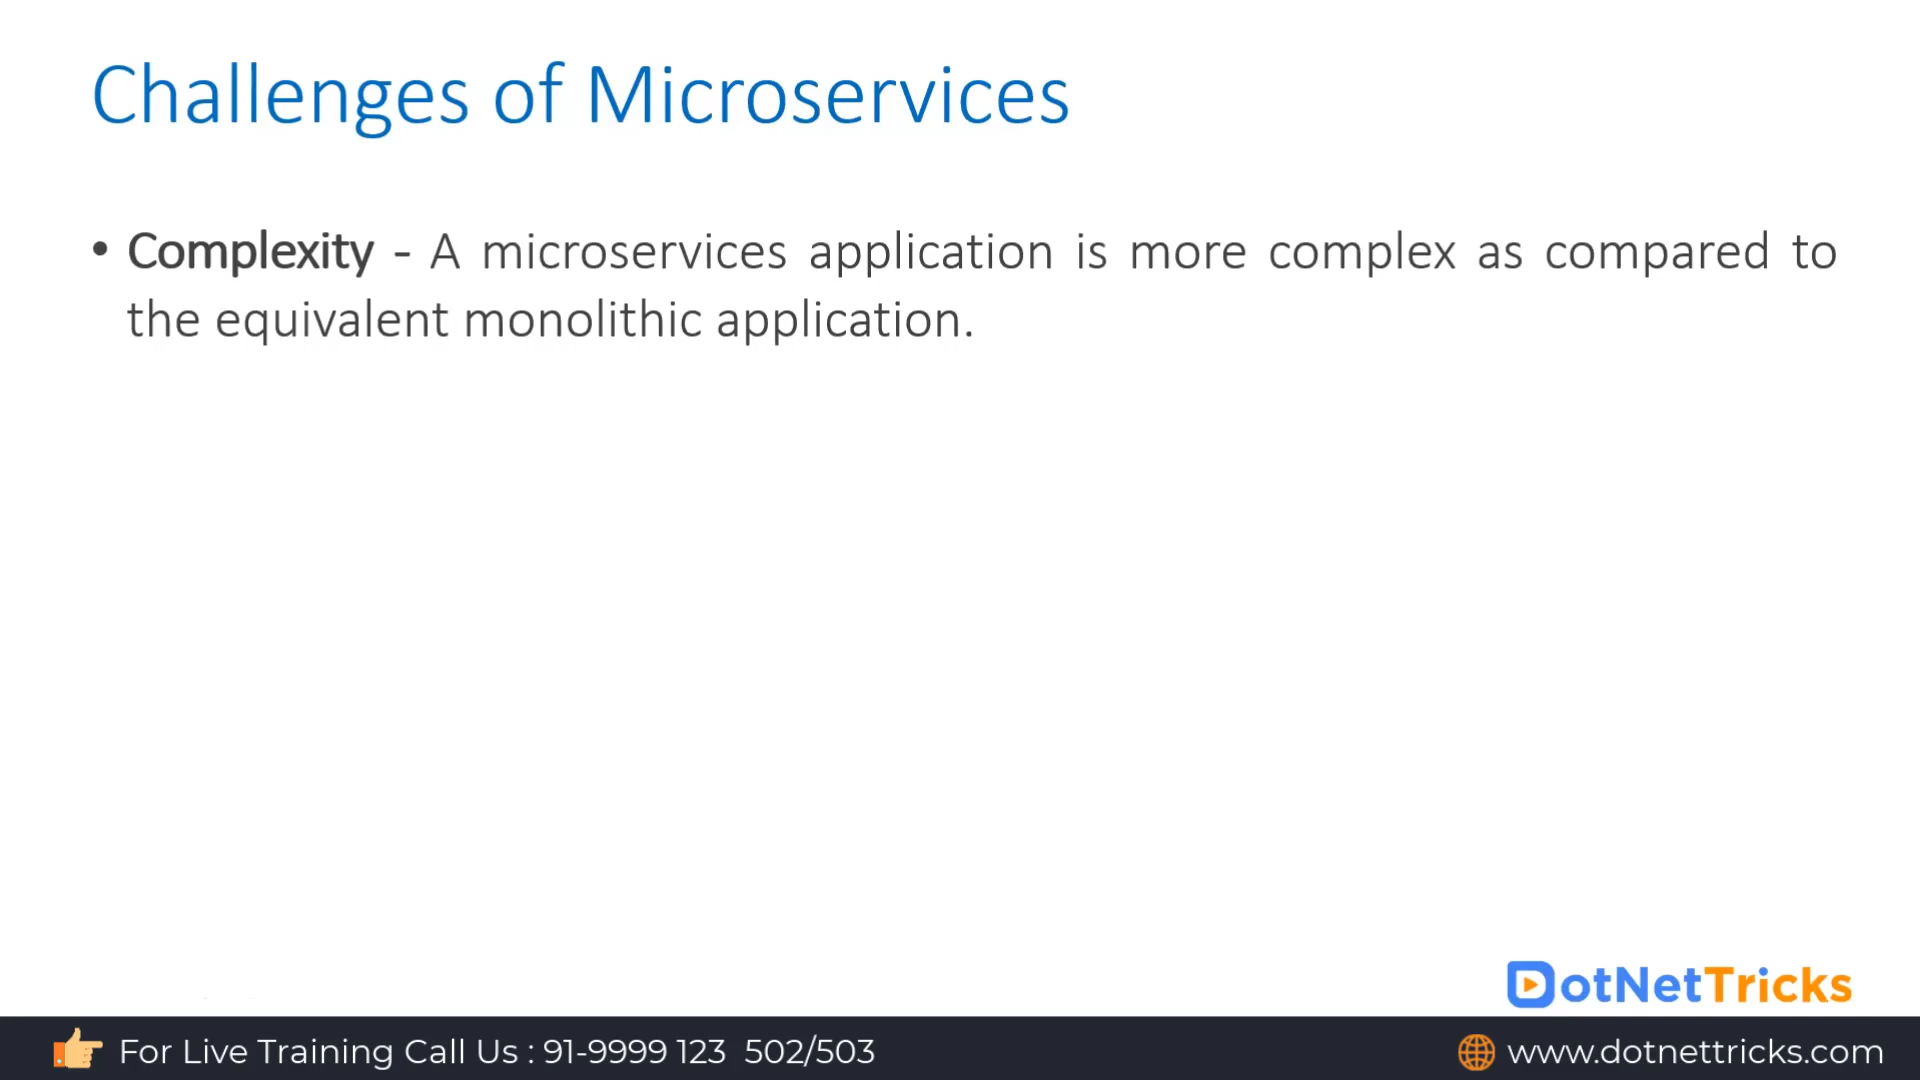 Challenges of Microservices
• Complexity - A microservices application is more complex as compared to
the equivalent monolithic application.
DotNetTricks
For Live Training Call Us : 91-9999 123  502/503
www.dotnettricks.com